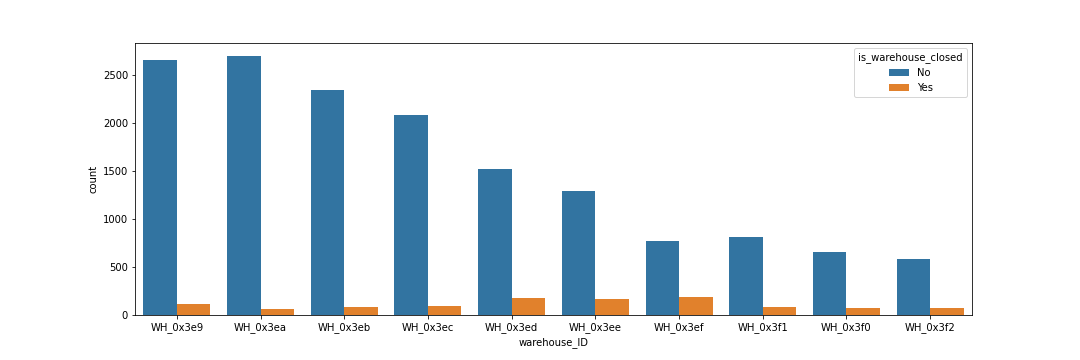 is_warehouse_closed
No
Yes
2500
2000
1500
1000
500
0
count
WH_0x3e9 WH_0x3ea WH_0x3eb WH_0x3ec WH_0x3ed WH_0x3ee WH_0x3ef WH_0x3f1 WH_0x3f0 WH_0x3f2
warehouse_ID